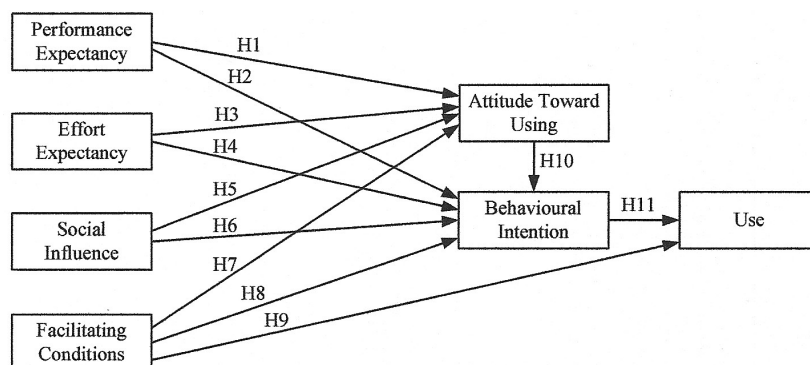 Performance
Expectancy
H1
H2
Effort
Expectancy
H3
H4
Attitude Toward
Using
H10
Social
Influence
H5
H6
Behavioural
Intention
H11
Use
Facilitating
Conditions
H7
H8
H9